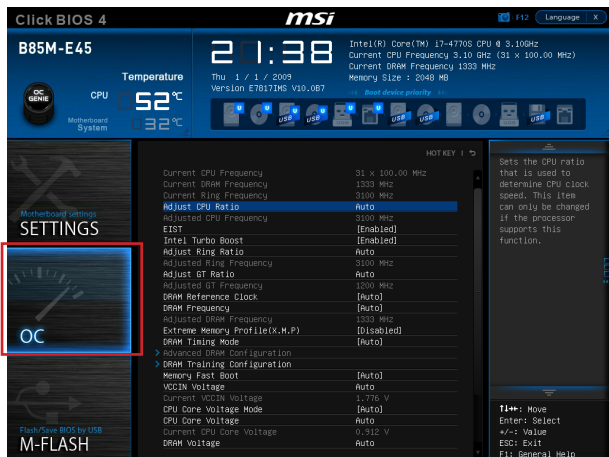 Click BIOS 4
msi
F12
Language
X
B85M-E45
OC
GENIE
Temperature
CPU
52°C
Motherboard
System
32°C
21:38
Thu 1 / 1 / 2009
Version E7817IMS V10.0B7
Intel(R) Core(TM) i7-4770S CPU @ 3.10GHz
Current CPU Frequency 3.10 GHz (31 x 100.00 MHz)
Current DRAM Frequency 1333 MHz
Memory Size : 2048 MB
Boot device priority
USB
USB
USB
USB
USB
USB
HOT KEY
Motherboard settings
SETTINGS
OC
Flash/Save BIOS by USB
M-FLASH
Current CPU Frequency 31 x 100.00 MHz
Current DRAM Frequency 1333 MHz
Current Ring Frequency 3100 MHz
Adjust CPU Ratio Auto
Adjusted CPU Frequency 3100 MHz
EIST [Enabled]
Intel Turbo Boost [Enabled]
Adjust Ring Ratio Auto
Adjusted Ring Frequency 3100 MHz
Adjust GT Ratio Auto
Adjusted GT Frequency 1200 MHz
DRAM Reference Clock [Auto]
DRAM Frequency [Auto]
Adjusted DRAM Frequency 1333 MHz
Extreme Memory Profile(X.M.P) [Disabled]
DRAM Timing Mode [Auto]
> Advanced DRAM Configuration
> DRAM Training Configuration
Memory Fast Boot [Auto]
VCCIN Voltage Auto
Current VCCIN Voltage 1.776 V
CPU Core Voltage Mode [Auto]
CPU Core Voltage Auto
Current CPU Core Voltage 0.912 V
DRAM Voltage Auto
Sets the CPU ratio
that is used to
determine CPU clock
speed. This item
can only be changed
if the processor
supports this
function.
↑↓←→: Move
Enter: Select
+/-: Value
ESC: Exit
F1: General Help